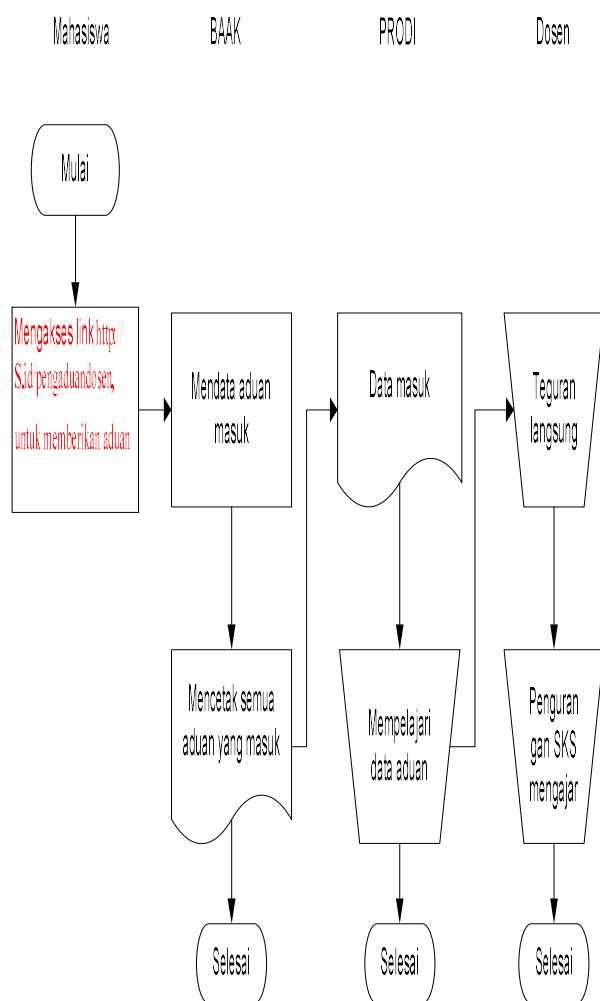 Mahasiswa
BAAK
PRODI
Dosen
Mulai
Mengakses link http://
S.id/pengaduandosen,
untuk memberikan aduan
Mendata aduan
masuk
Data masuk
Teguran
langsung
Mencetak semua
aduan yang masuk
Mempelajari
data aduan
Penguran
gan SKS
mengajar
Selesai
Selesai
Selesai